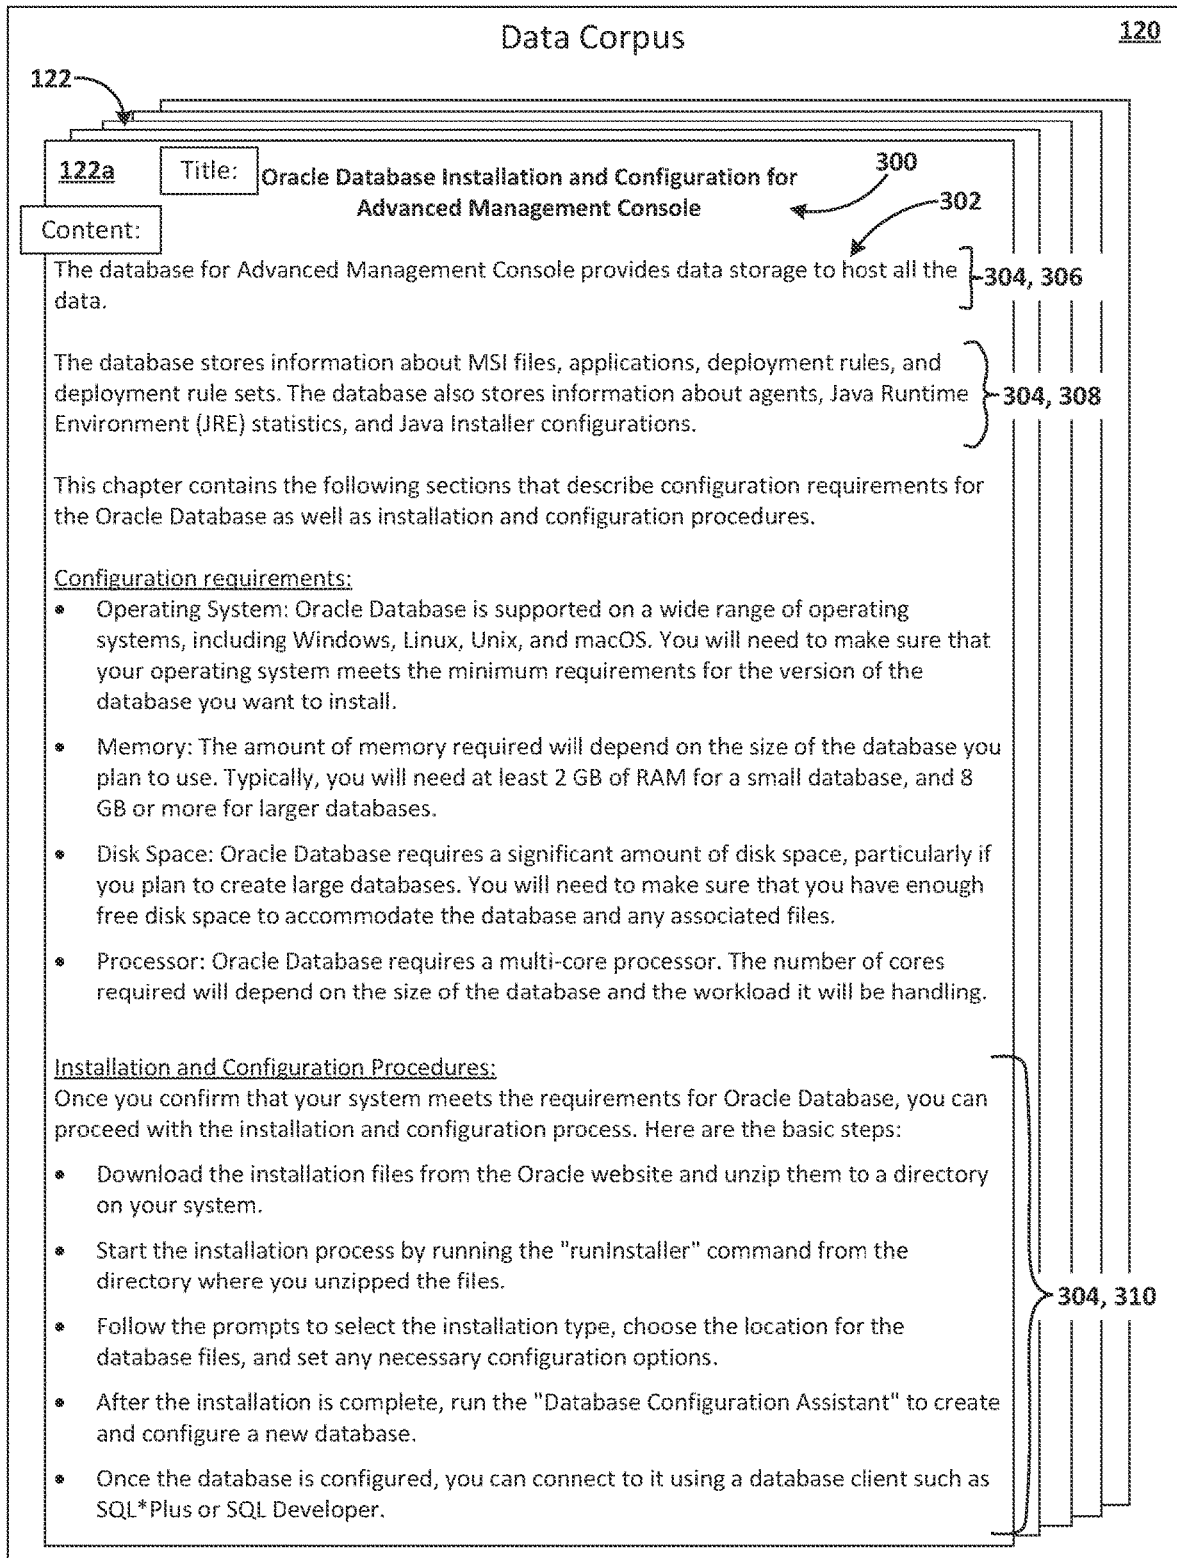 Data Corpus
120
122
122a
Title:
Oracle Database Installation and Configuration for
Advanced Management Console
300
302
Content:
The database for Advanced Management Console provides data storage to host all the
data.
304, 306
The database stores information about MSI files, applications, deployment rules, and
deployment rule sets. The database also stores information about agents, Java Runtime
Environment (JRE) statistics, and Java Installer configurations.
304, 308
This chapter contains the following sections that describe configuration requirements for
the Oracle Database as well as installation and configuration procedures.
Configuration requirements:
• Operating System: Oracle Database is supported on a wide range of operating
systems, including Windows, Linux, Unix, and macOS. You will need to make sure that
your operating system meets the minimum requirements for the version of the
database you want to install.
• Memory: The amount of memory required will depend on the size of the database you
plan to use. Typically, you will need at least 2 GB of RAM for a small database, and 8
GB or more for larger databases.
• Disk Space: Oracle Database requires a significant amount of disk space, particularly if
you plan to create large databases. You will need to make sure that you have enough
free disk space to accommodate the database and any associated files.
• Processor: Oracle Database requires a multi-core processor. The number of cores
required will depend on the size of the database and the workload it will be handling.
Installation and Configuration Procedures:
Once you confirm that your system meets the requirements for Oracle Database, you can
proceed with the installation and configuration process. Here are the basic steps:
• Download the installation files from the Oracle website and unzip them to a directory
on your system.
• Start the installation process by running the "runInstaller" command from the
directory where you unzipped the files.
• Follow the prompts to select the installation type, choose the location for the
database files, and set any necessary configuration options.
• After the installation is complete, run the "Database Configuration Assistant" to create
and configure a new database.
• Once the database is configured, you can connect to it using a database client such as
SQL*Plus or SQL Developer.
304, 310